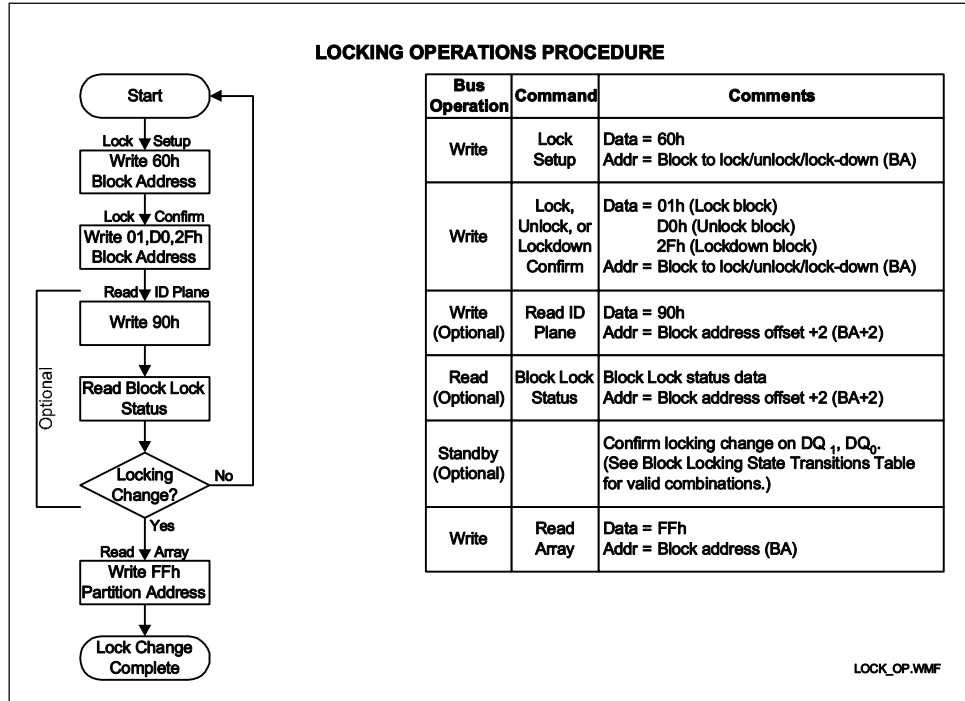 LOCKING OPERATIONS PROCEDURE
Start
Lock Setup
Write 60h
Block Address
Lock Confirm
Write 01,D0,2Fh
Block Address
Read ID Plane
Write 90h
Optional
Read Block Lock
Status
Locking
Change?
No
Yes
Read Array
Write FFh
Partition Address
Lock Change
Complete
Bus
Operation
Command
Comments
Write
Lock
Setup
Data = 60h
Addr = Block to lock/unlock/lock-down (BA)
Write
Lock,
Unlock, or
Lockdown
Confirm
Data = 01h (Lock block)
D0h (Unlock block)
2Fh (Lockdown block)
Addr = Block to lock/unlock/lock-down (BA)
Write
(Optional)
Read ID
Plane
Data = 90h
Addr = Block address offset +2 (BA+2)
Read
(Optional)
Block Lock
Status
Block Lock status data
Addr = Block address offset +2 (BA+2)
Standby
(Optional)
Confirm locking change on DQ 1, DQ0.
(See Block Locking State Transitions Table
for valid combinations.)
Write
Read
Array
Data = FFh
Addr = Block address (BA)
LOCK_OP.WMF